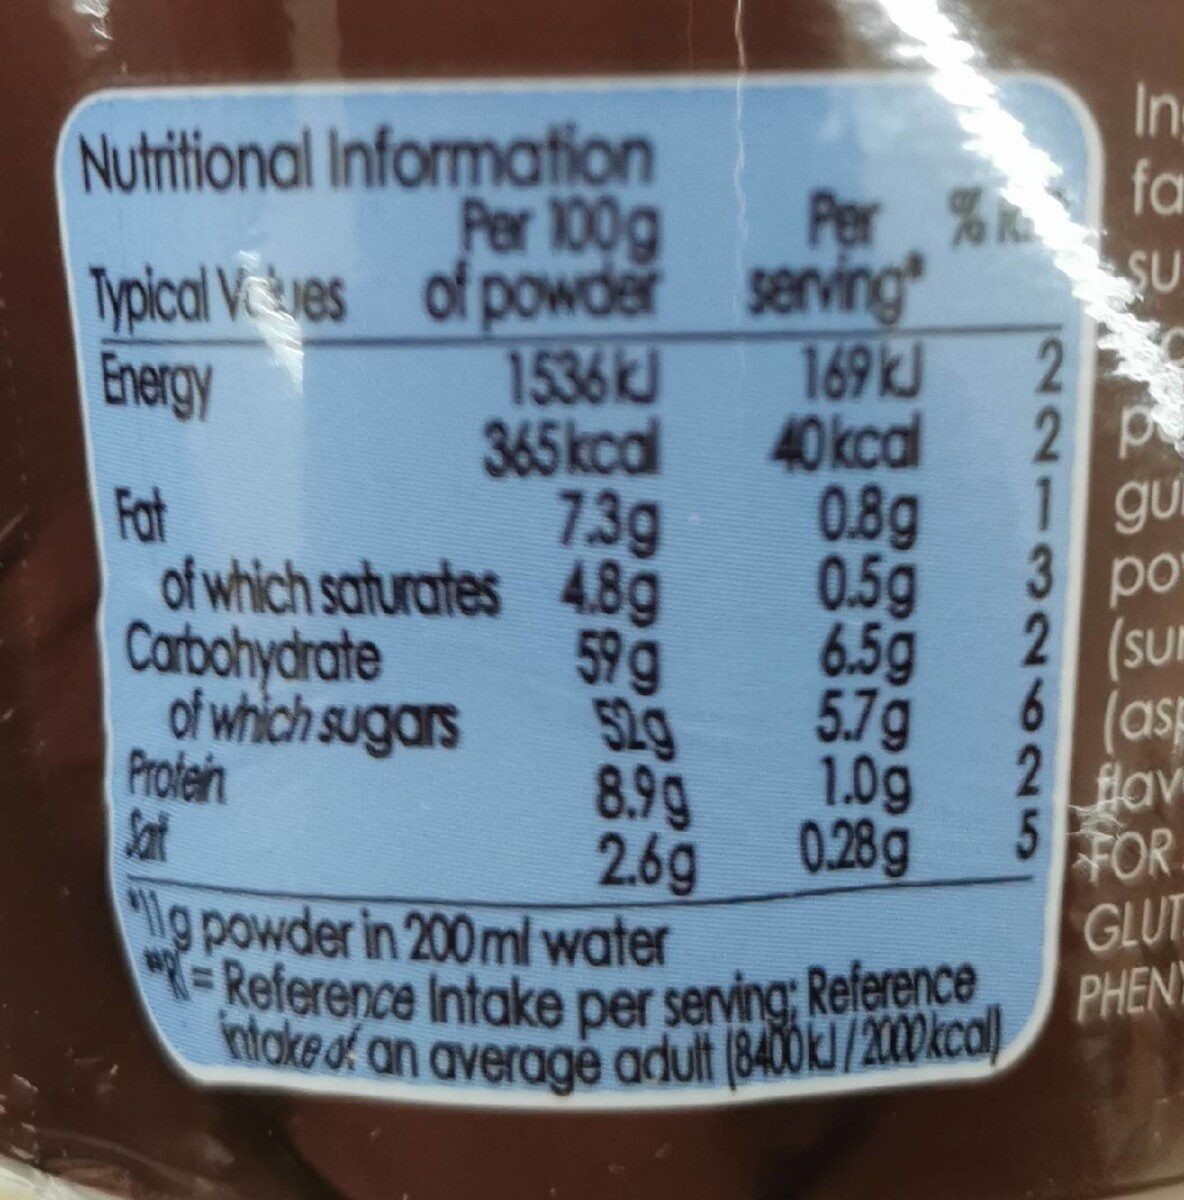 Nutritional Information
Per 100g Per %
Typical Values of powder serving*
Energy 1536kJ 169kJ 2
365kcal 40kcal 2
Fat 7.3g 0.8g 1
of which saturates 4.8g 0.5g 3
Carbohydrate 59g 6.5g 2
of which sugars 52g 5.7g 6
Protein 8.9g 1.0g 2
Salt 2.6g 0.28g 5
*11g powder in 200ml water
**RI = Reference Intake per serving; Reference
intake of an average adult (8400kJ/2000kcal)
In
fa
su
gu
po
(su
(asp
flav
FOR
GLUT
PHENY